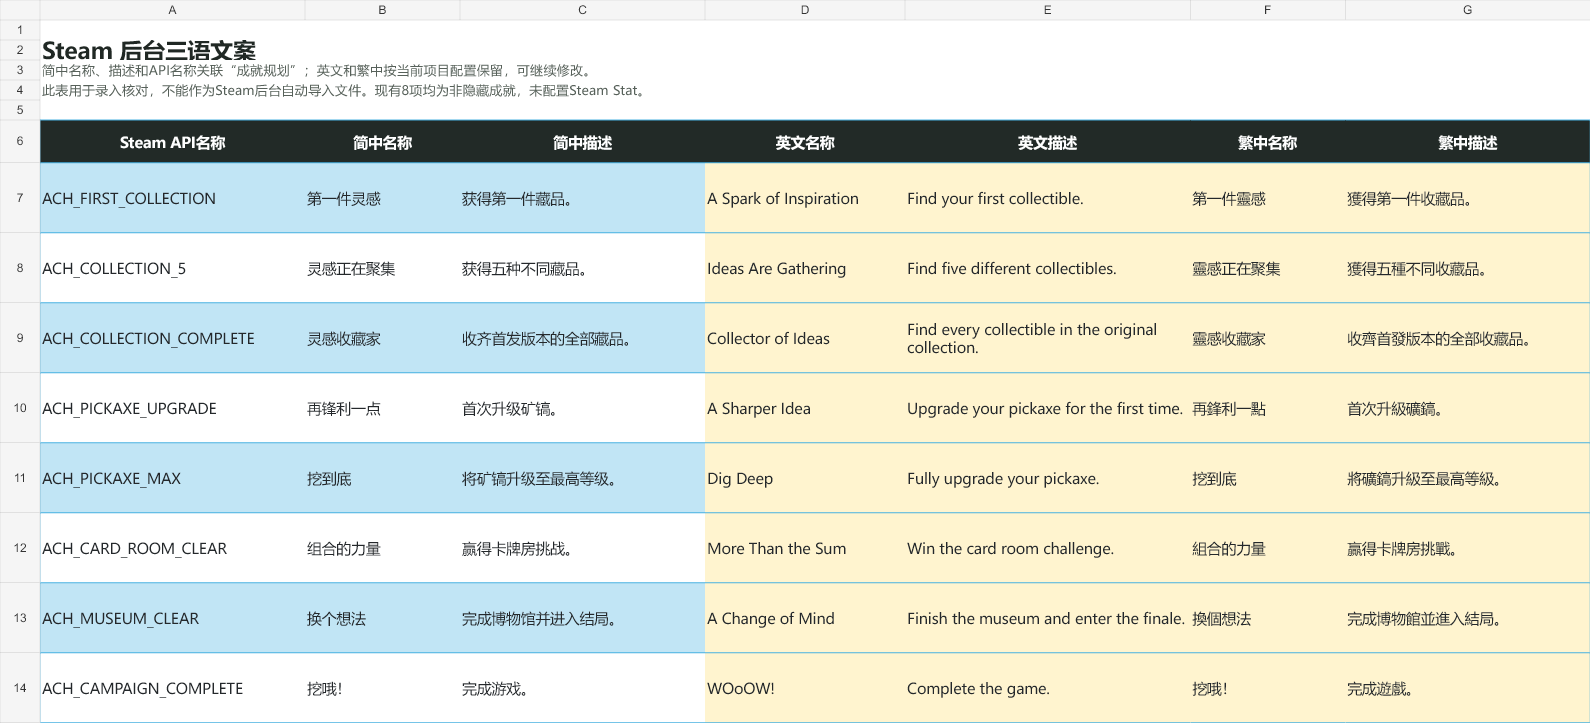 A B C D E F G
1
2 Steam 后台三语文案
3 简中名称、描述和API名称关联“成就规划”；英文和繁中按当前项目配置保留，可继续修改。
4 此表用于录入核对，不能作为Steam后台自动导入文件。现有8项均为非隐藏成就，未配置Steam Stat。
5
6 Steam API名称 简中名称 简中描述 英文名称 英文描述 繁中名称 繁中描述
7 ACH_FIRST_COLLECTION 第一件灵感 获得第一件藏品。 A Spark of Inspiration Find your first collectible. 第一件靈感 獲得第一件收藏品。
8 ACH_COLLECTION_5 灵感正在聚集 获得五种不同藏品。 Ideas Are Gathering Find five different collectibles. 靈感正在聚集 獲得五種不同收藏品。
9 ACH_COLLECTION_COMPLETE 灵感收藏家 收齐首发版本的全部藏品。 Collector of Ideas Find every collectible in the original
collection. 靈感收藏家 收齊首發版本的全部收藏品。
10 ACH_PICKAXE_UPGRADE 再锋利一点 首次升级矿镐。 A Sharper Idea Upgrade your pickaxe for the first time. 再鋒利一點 首次升級礦鎬。
11 ACH_PICKAXE_MAX 挖到底 将矿镐升级至最高等级。 Dig Deep Fully upgrade your pickaxe. 挖到底 將礦鎬升級至最高等級。
12 ACH_CARD_ROOM_CLEAR 组合的力量 赢得卡牌房挑战。 More Than the Sum Win the card room challenge. 組合的力量 贏得卡牌房挑戰。
13 ACH_MUSEUM_CLEAR 换个想法 完成博物馆并进入结局。 A Change of Mind Finish the museum and enter the finale. 換個想法 完成博物館並進入結局。
14 ACH_CAMPAIGN_COMPLETE 挖哦！ 完成游戏。 WOoOW! Complete the game. 挖哦！ 完成遊戲。